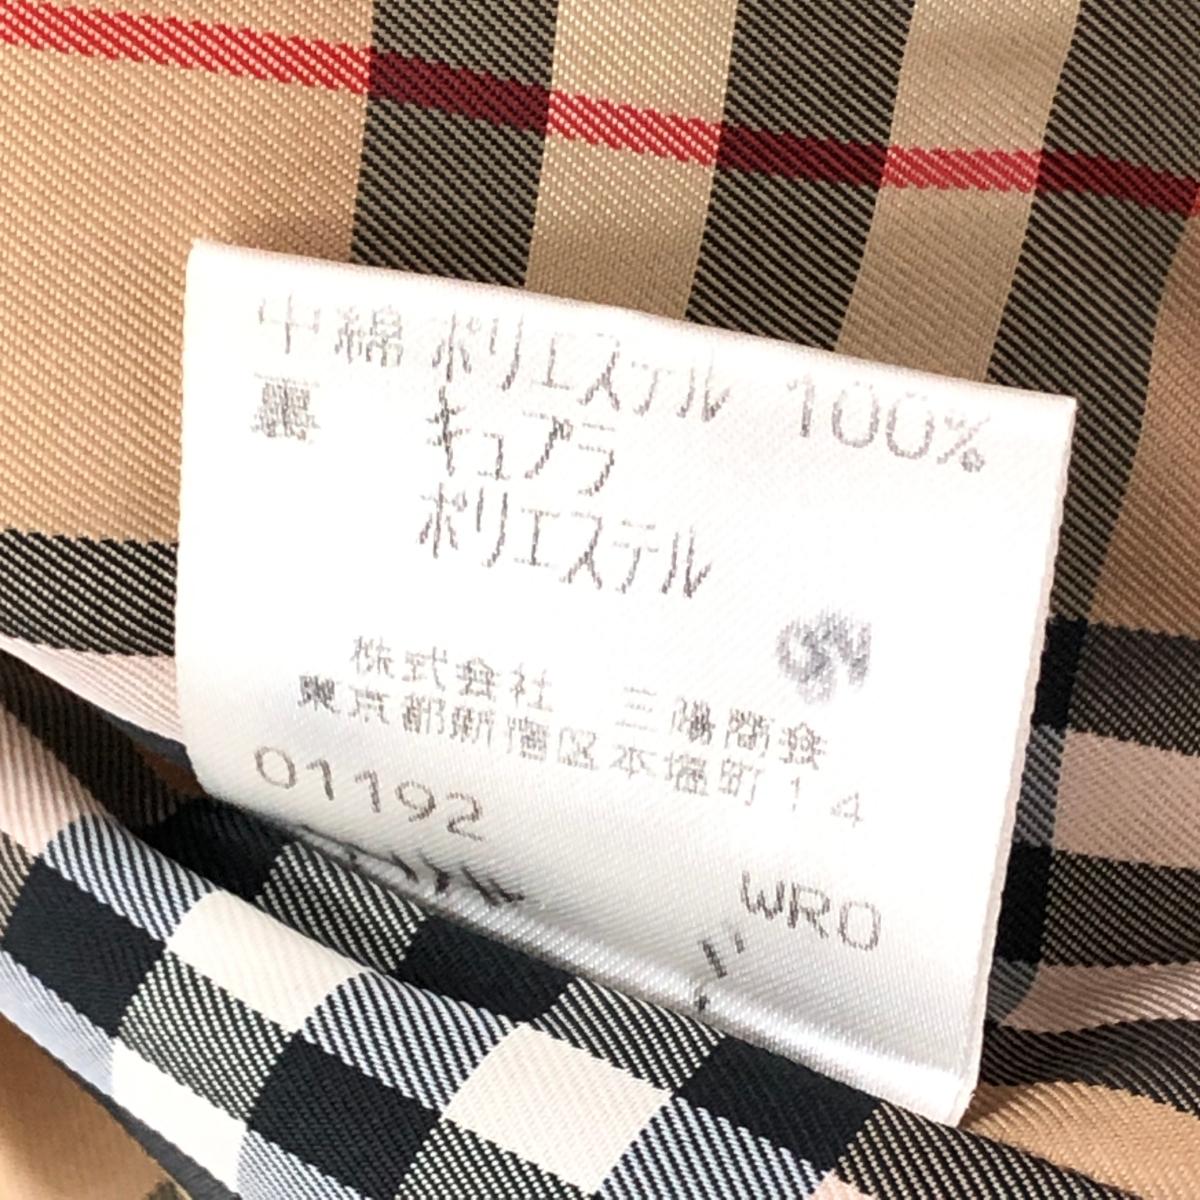 中綿 ポリエステル 100%
裏 キュプラ
ポリエステル
株式会社 三陽商会
東京都新宿区本塩町14
01192
WRO